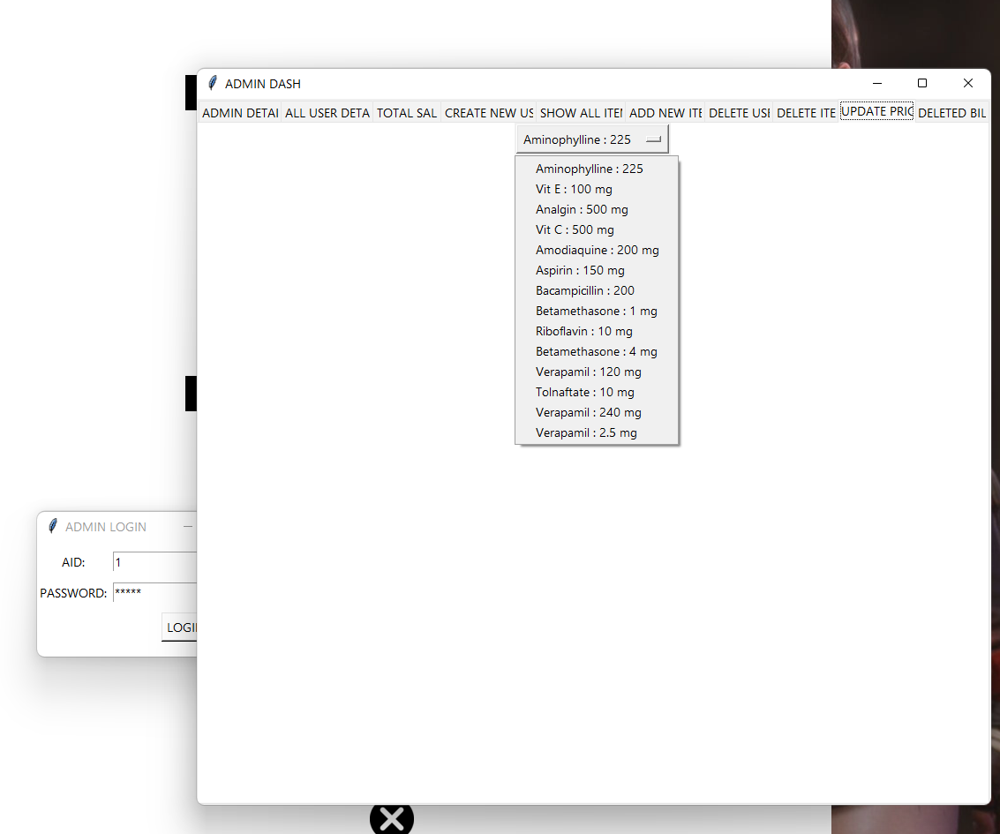 ADMIN DASH
ADMIN DETAI ALL USER DETA TOTAL SAL CREATE NEW US SHOW ALL ITEI ADD NEW ITE DELETE USI DELETE ITE UPDATE PRIC DELETED BIL
Aminophylline : 225
Aminophylline : 225
Vit E : 100 mg
Analgin : 500 mg
Vit C : 500 mg
Amodiaquine : 200 mg
Aspirin : 150 mg
Bacampicillin : 200
Betamethasone : 1 mg
Riboflavin : 10 mg
Betamethasone : 4 mg
Verapamil : 120 mg
Tolnaftate : 10 mg
Verapamil : 240 mg
Verapamil : 2.5 mg
ADMIN LOGIN
AID: 1
PASSWORD: *****
LOGI